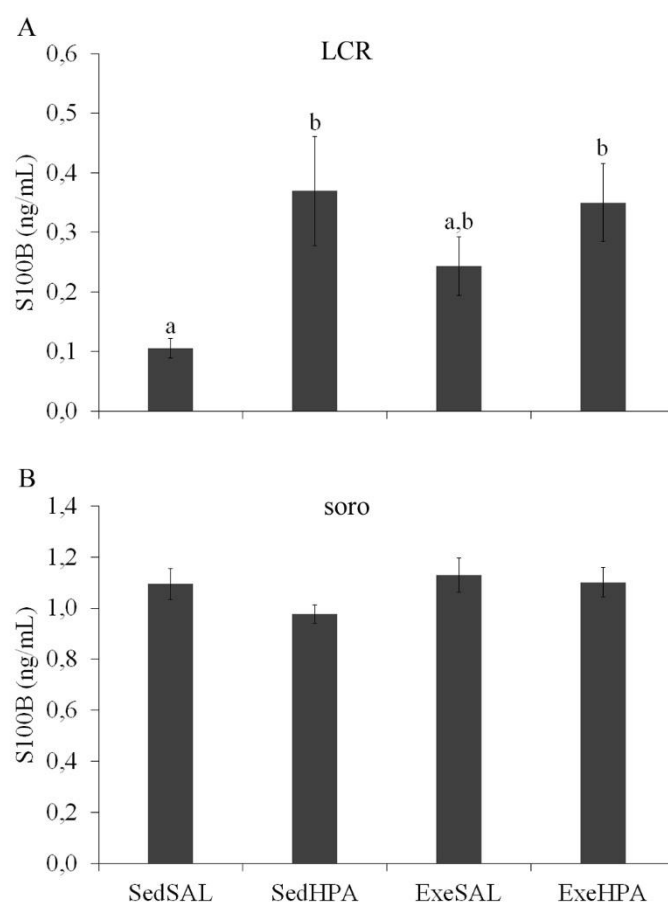 A
LCR
0,6
0,5
0,4
0,3
0,2
0,1
0,0
S100B (ng/mL)
a
b
a,b
b
B
soro
1,4
1,2
1,0
0,8
0,6
0,4
0,2
0,0
S100B (ng/mL)
SedSAL SedHPA ExeSAL ExeHPA